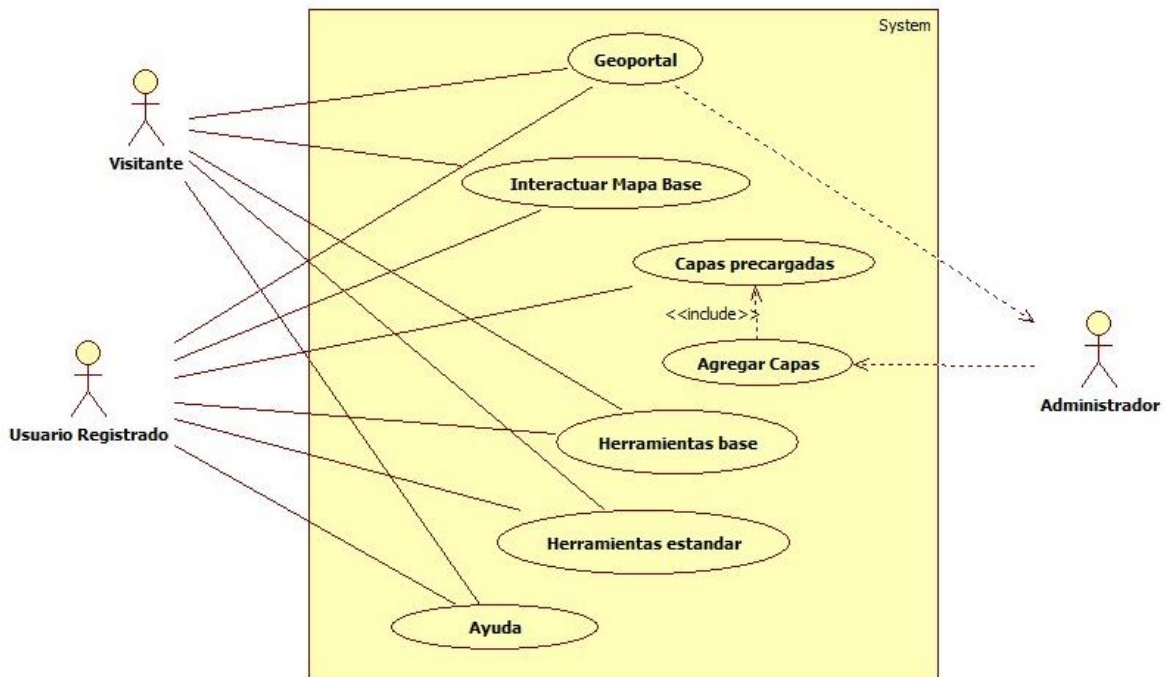 System
Geoportal
Visitante
Interactuar Mapa Base
Capas precargadas
<<include>>
Agregar Capas
Administrador
Usuario Registrado
Herramientas base
Herramientas estandar
Ayuda